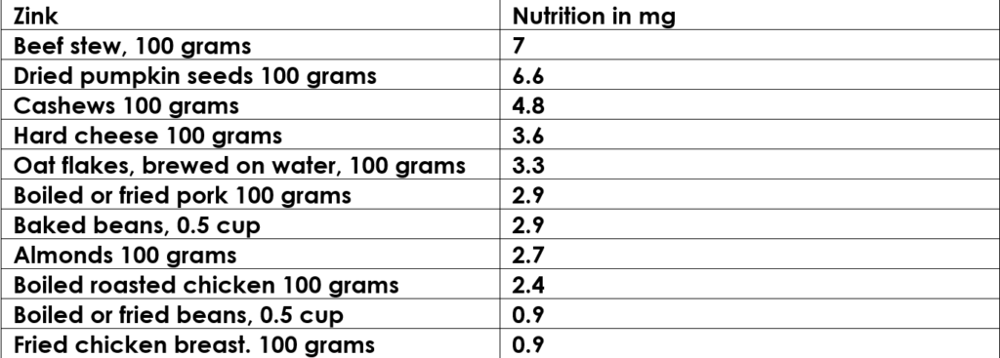 Zink Nutrition in mg
Beef stew, 100 grams 7
Dried pumpkin seeds 100 grams 6.6
Cashews 100 grams 4.8
Hard cheese 100 grams 3.6
Oat flakes, brewed on water, 100 grams 3.3
Boiled or fried pork 100 grams 2.9
Baked beans, 0.5 cup 2.9
Almonds 100 grams 2.7
Boiled roasted chicken 100 grams 2.4
Boiled or fried beans, 0.5 cup 0.9
Fried chicken breast. 100 grams 0.9